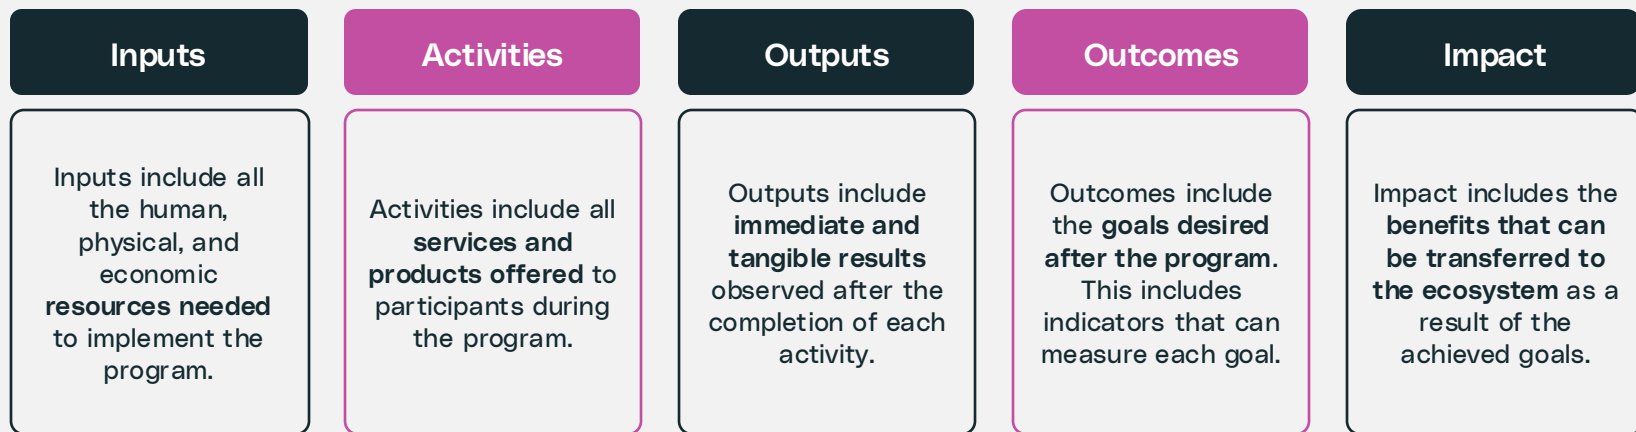 Inputs
Activities
Outputs
Outcomes
Impact
Inputs include all
the human,
physical, and
economic
resources needed
to implement the
program.
Activities include all
services and
products offered to
participants during
the program.
Outputs include
immediate and
tangible results
observed after the
completion of each
activity.
Outcomes include
the goals desired
after the program.
This includes
indicators that can
measure each goal.
Impact includes the
benefits that can
be transferred to
the ecosystem as a
result of the
achieved goals.